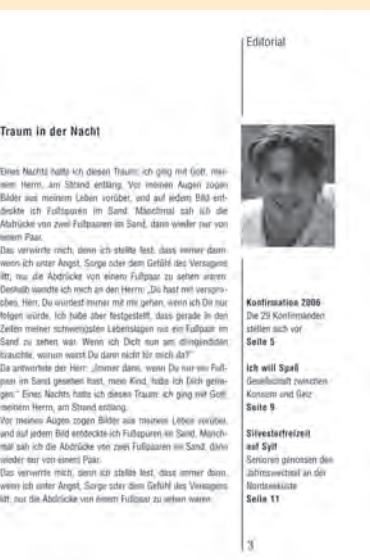 Editorial
Traum in der Nacht
Eines Nachts hatte ich diesen Traum: ich ging mit Gott, mei-
nem Herrn, am Strand entlang. Vor meinen Augen zogen
Bilder aus meinem Leben vorüber, und auf jedem Bild ent-
deckte ich Fußspuren im Sand. Manchmal sah ich die
Abdrücke von zwei Fußpaaren im Sand, dann wieder nur von
einem Paar.
Das verwirrte mich, denn ich stellte fest, dass immer dann,
wenn ich unter Angst, Sorge oder dem Gefühl des Versagens
litt, nur die Abdrücke von einem Fußpaar zu sehen waren.
Deshalb wandte ich mich an den Herrn: „Du hast mir verspro-
chen, Herr, Du würdest immer mit mir gehen, wenn ich Dir nur
folgen würde. Ich habe aber festgestellt, dass gerade in den
Zeiten meiner schwierigsten Lebenslagen nur ein Fußpaar im
Sand zu sehen war. Wenn ich Dich nun am dringendsten
brauchte, warum warst Du dann nicht für mich da?"
Da antwortete der Herr: „Immer dann, wenn Du nur ein Fuß-
paar im Sand gesehen hast, mein Kind, habe ich Dich getra-
gen." Eines Nachts hatte ich diesen Traum: ich ging mit Gott,
meinem Herrn, am Strand entlang.
Vor meinen Augen zogen Bilder aus meinem Leben vorüber,
und auf jedem Bild entdeckte ich Fußspuren im Sand. Manch-
mal sah ich die Abdrücke von zwei Fußpaaren im Sand, dann
wieder nur von einem Paar.
Das verwirrte mich, denn ich stellte fest, dass immer dann,
wenn ich unter Angst, Sorge oder dem Gefühl des Versagens
litt, nur die Abdrücke von einem Fußpaar zu sehen waren.
Konfirmation 2006
Die 29 Konfirmanden
stellen sich vor
Seite 5
Ich will Spaß
Gesellschaft zwischen
Konsum und Geiz
Seite 9
Silvesterfreizeit
auf Sylt
Senioren genossen den
Jahreswechsel an der
Nordseeküste
Seite 11
3